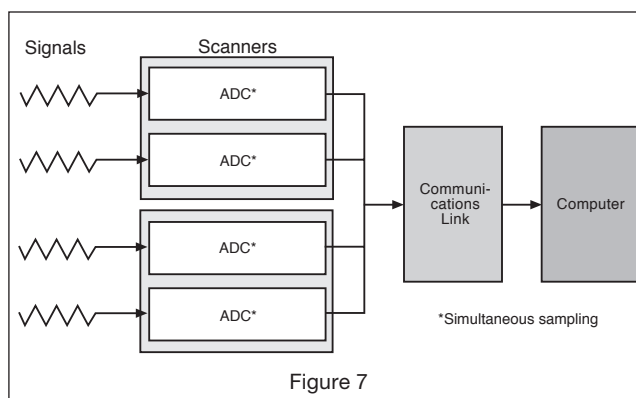 Signals
Scanners
ADC*
ADC*
ADC*
ADC*
Communi-
cations
Link
Computer
*Simultaneous sampling
Figure 7